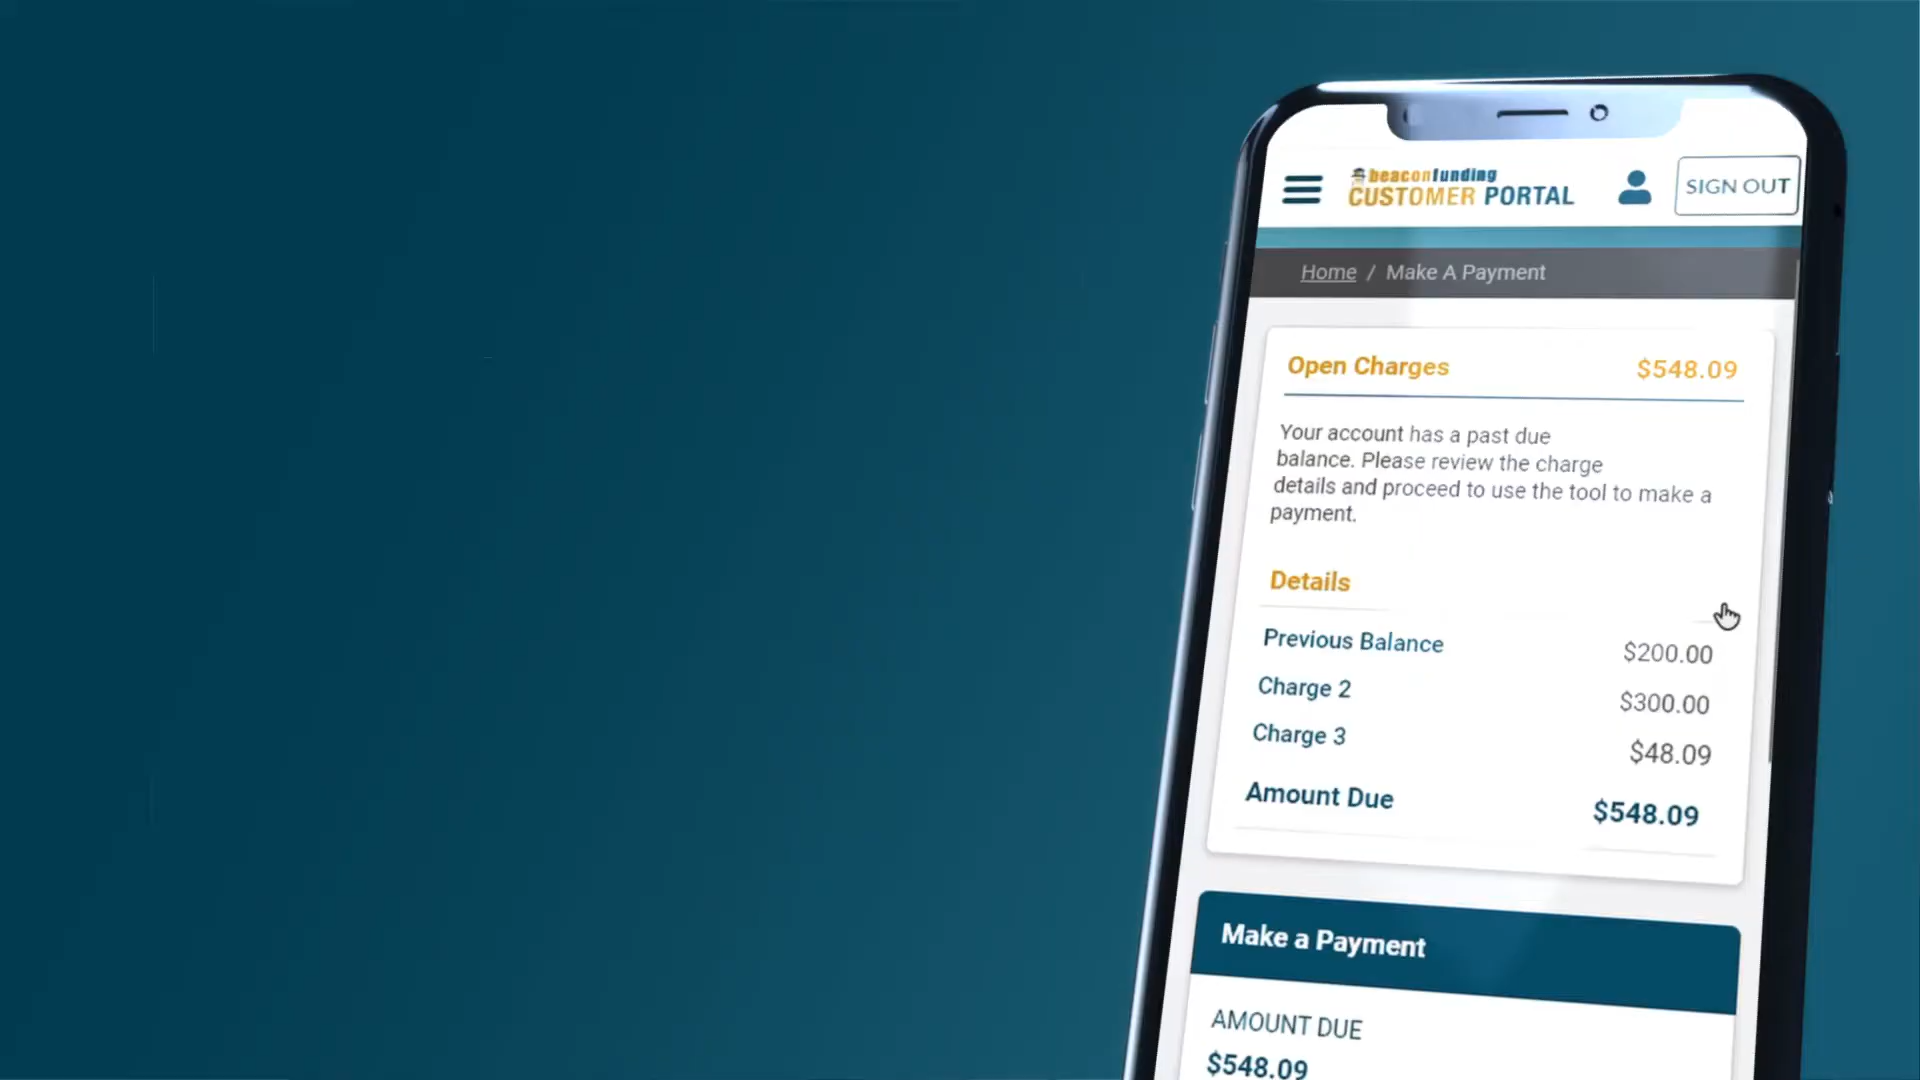 beaconfunding
CUSTOMER PORTAL
SIGN OUT
Home / Make A Payment
Open Charges $548.09
Your account has a past due
balance. Please review the charge
details and proceed to use the tool to make a
payment.
Details
Previous Balance $200.00
Charge 2 $300.00
Charge 3 $48.09
Amount Due $548.09
Make a Payment
AMOUNT DUE
$548.09